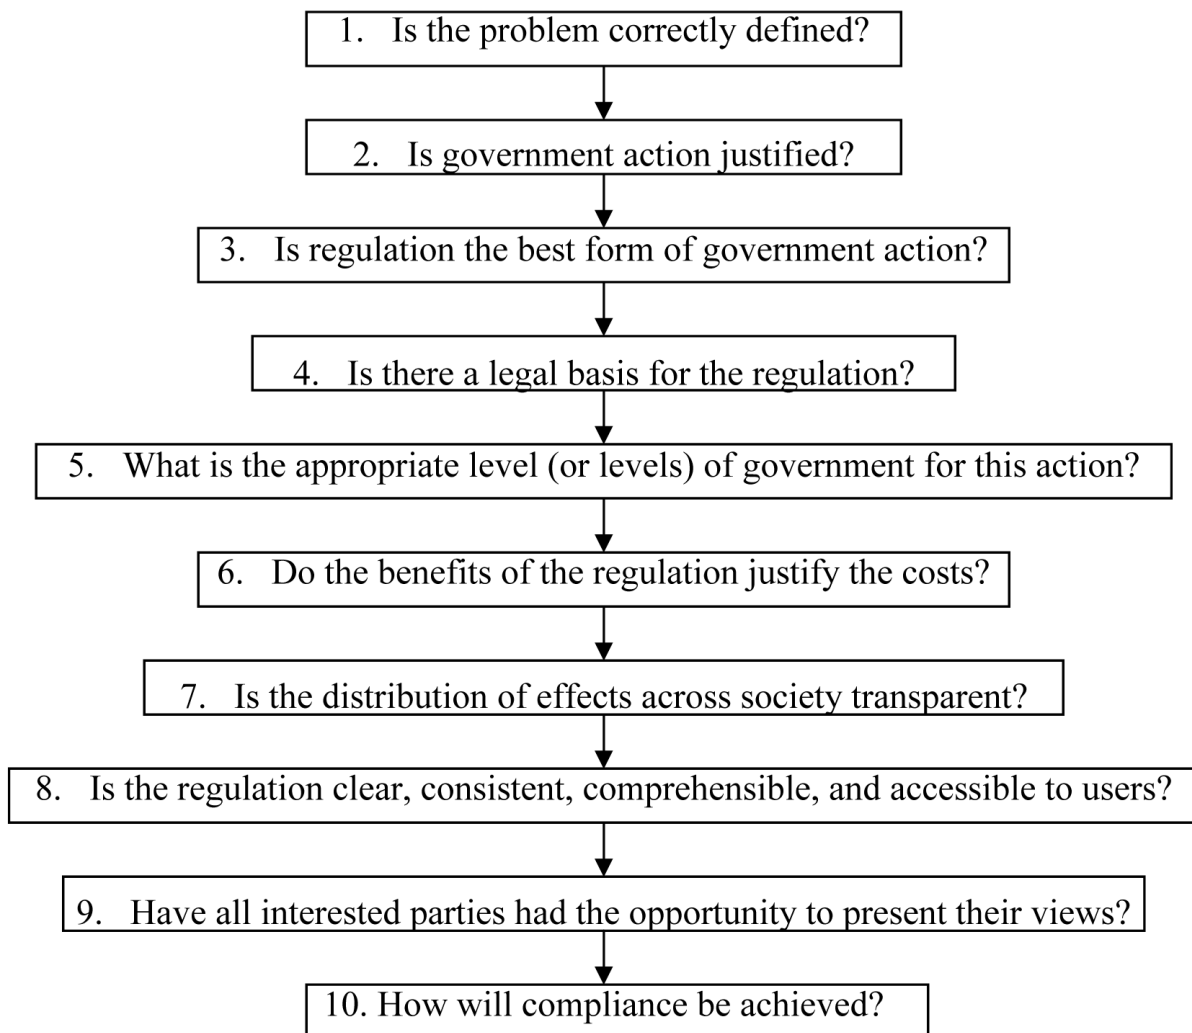 1. Is the problem correctly defined?
2. Is government action justified?
3. Is regulation the best form of government action?
4. Is there a legal basis for the regulation?
5. What is the appropriate level (or levels) of government for this action?
6. Do the benefits of the regulation justify the costs?
7. Is the distribution of effects across society transparent?
8. Is the regulation clear, consistent, comprehensible, and accessible to users?
9. Have all interested parties had the opportunity to present their views?
10. How will compliance be achieved?